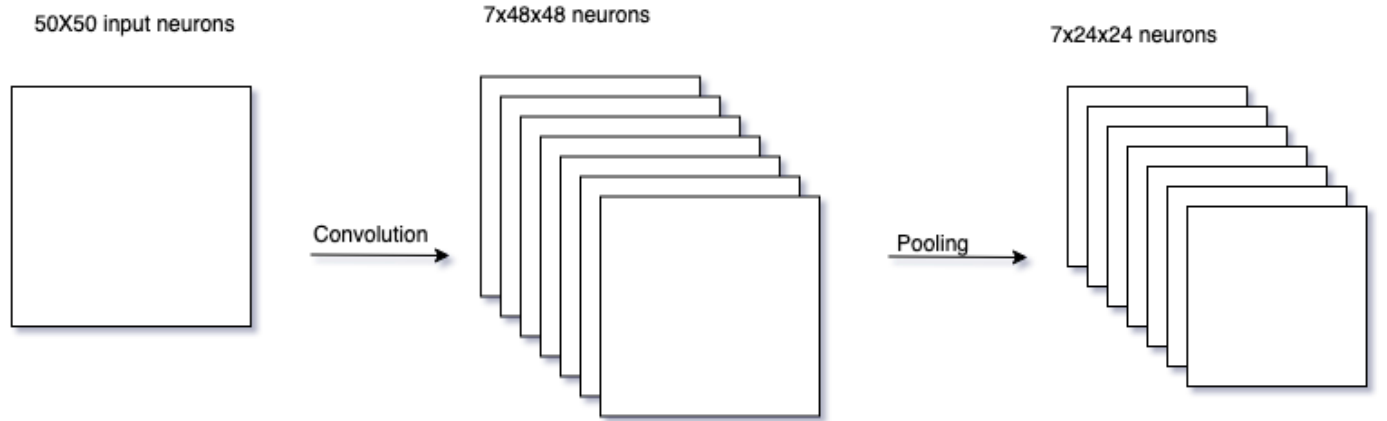 50X50 input neurons
7x48x48 neurons
7x24x24 neurons
Convolution
Pooling